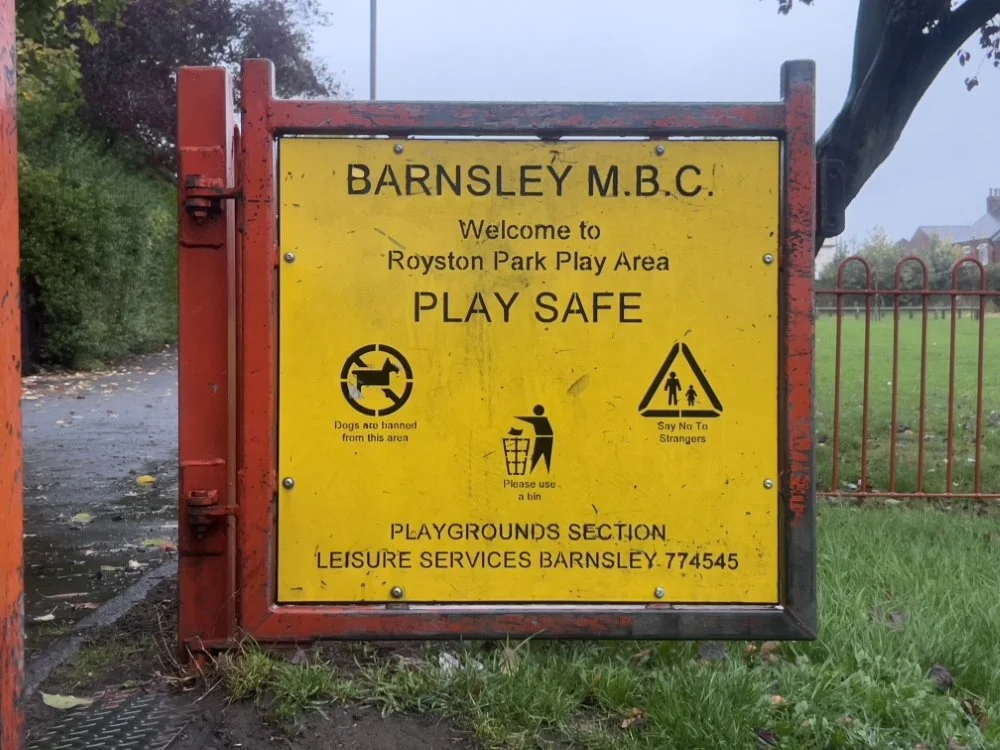 BARNSLEY M.B.C.
Welcome to
Royston Park Play Area
PLAY SAFE
Dogs are banned
from this area
Say No To
Strangers
Please use
a bin
PLAYGROUNDS SECTION
LEISURE SERVICES BARNSLEY 774545